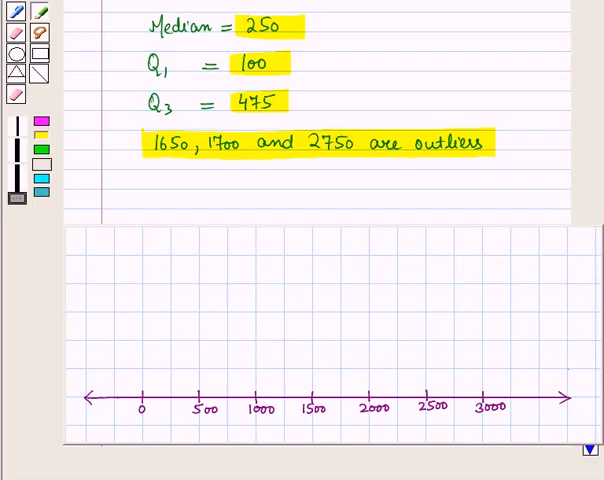 Median = 250
Q₁ = 100
Q₃ = 475
1650, 1700 and 2750 are outliers
0 500 1000 1500 2000 2500 3000